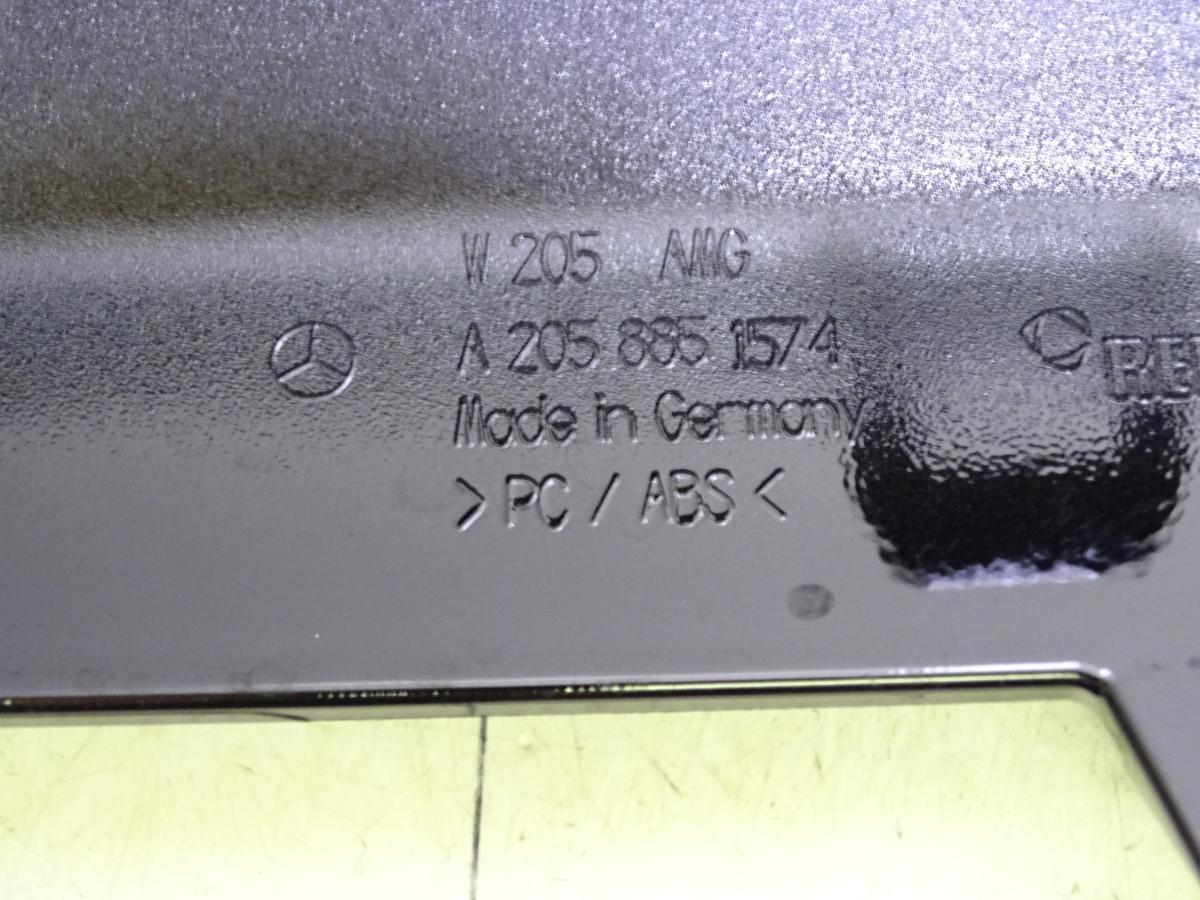 W 205 AMG
A 205 885 1574
Made in Germany
>PC / ABS<